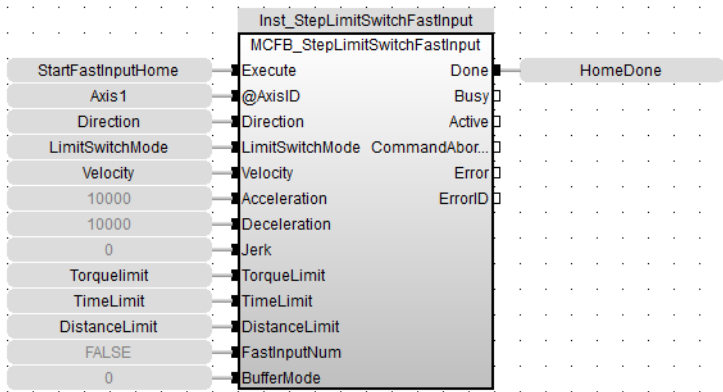 Inst_StepLimitSwitchFastInput
MCFB_StepLimitSwitchFastInput
StartFastInputHome Execute Done HomeDone
Axis1 @AxisID Busy
Direction Direction Active
LimitSwitchMode LimitSwitchMode CommandAbor...
Velocity Velocity Error
10000 Acceleration ErrorID
10000 Deceleration
0 Jerk
Torquelimit TorqueLimit
TimeLimit TimeLimit
DistanceLimit DistanceLimit
FALSE FastInputNum
0 BufferMode